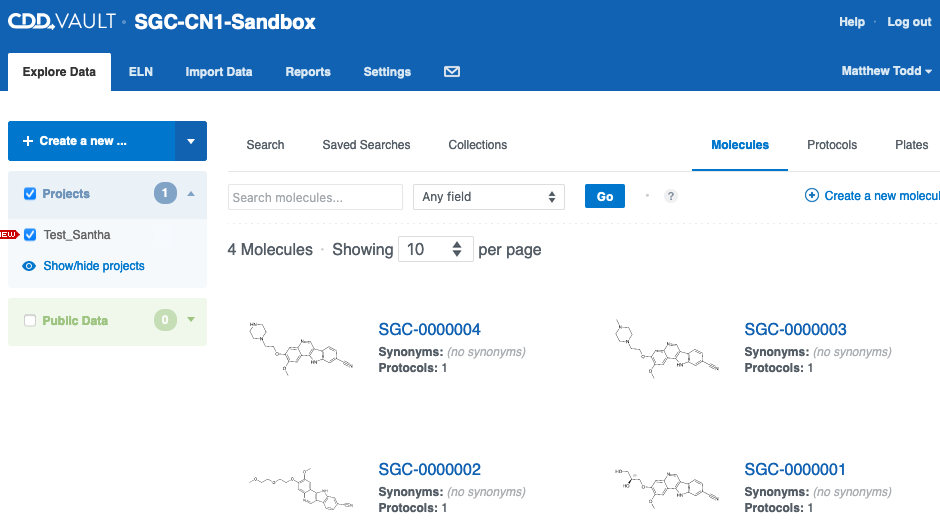 CDD.VAULT · SGC-CN1-Sandbox
Help · Log out
Explore Data ELN Import Data Reports Settings
Matthew Todd
+ Create a new ...
Search Saved Searches Collections
Molecules Protocols Plates
Projects 1
Search molecules... Any field Go · ?
Create a new molecul
NEW Test_Santha
4 Molecules · Showing 10 per page
Show/hide projects
Public Data 0
SGC-0000004
Synonyms: (no synonyms)
Protocols: 1
SGC-0000003
Synonyms: (no synonyms)
Protocols: 1
SGC-0000002
Synonyms: (no synonyms)
Protocols: 1
SGC-0000001
Synonyms: (no synonyms)
Protocols: 1